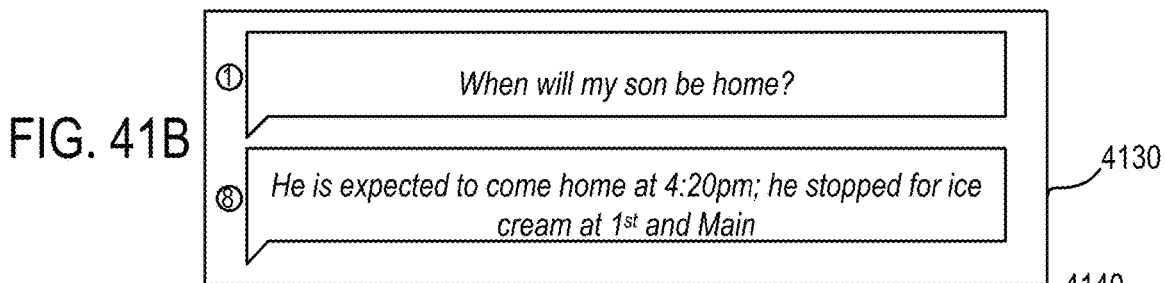 ①
When will my son be home?
FIG. 41B
4130
⑧
He is expected to come home at 4:20pm; he stopped for ice
cream at 1st and Main
4140